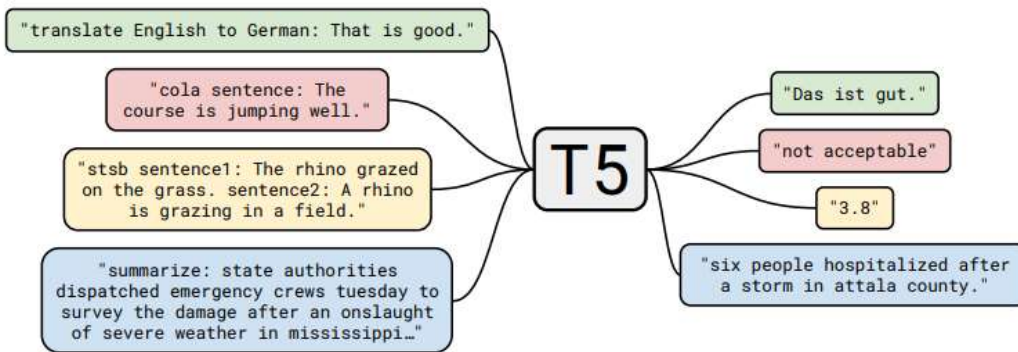 "translate English to German: That is good."
"cola sentence: The
course is jumping well."
"stsb sentence1: The rhino grazed
on the grass. sentence2: A rhino
is grazing in a field."
"summarize: state authorities
dispatched emergency crews tuesday to
survey the damage after an onslaught
of severe weather in mississippi…"
T5
"Das ist gut."
"not acceptable"
"3.8"
"six people hospitalized after
a storm in attala county."